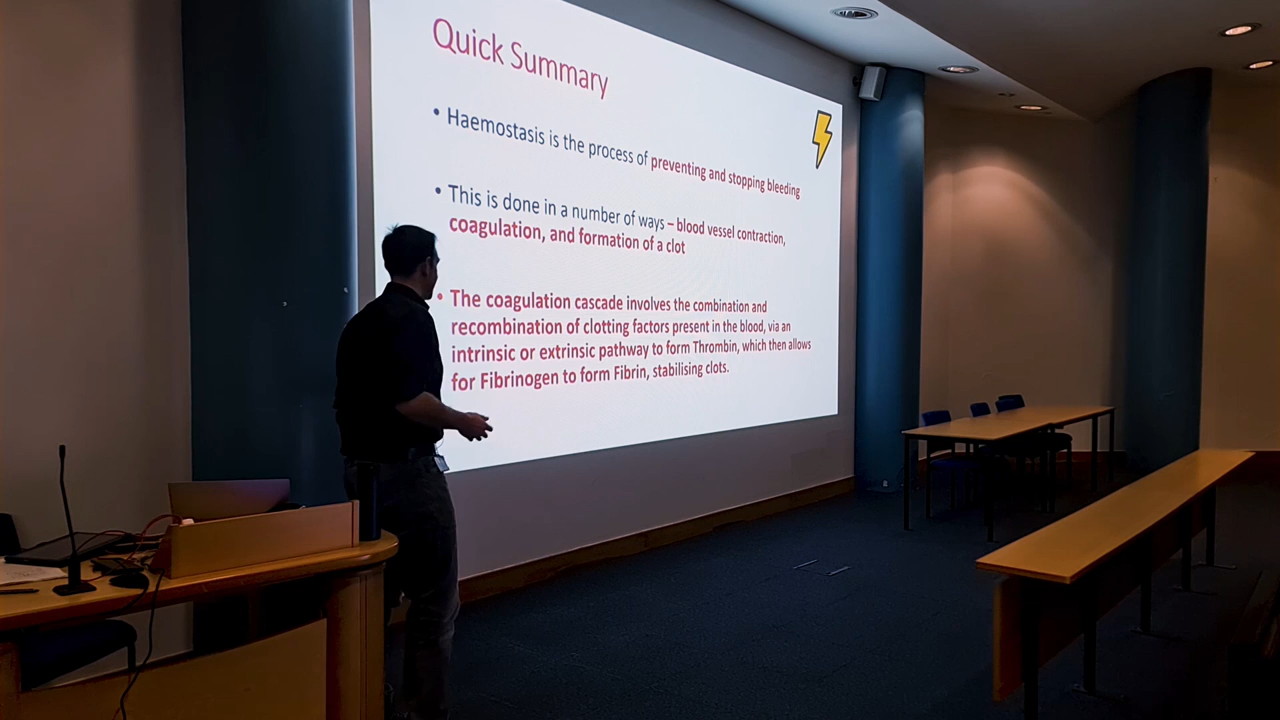 Quick Summary
• Haemostasis is the process of preventing and stopping bleeding
• This is done in a number of ways – blood vessel contraction,
coagulation, and formation of a clot
• The coagulation cascade involves the combination and
recombination of clotting factors present in the blood, via an
intrinsic or extrinsic pathway to form Thrombin, which then allows
for Fibrinogen to form Fibrin, stabilising clots.